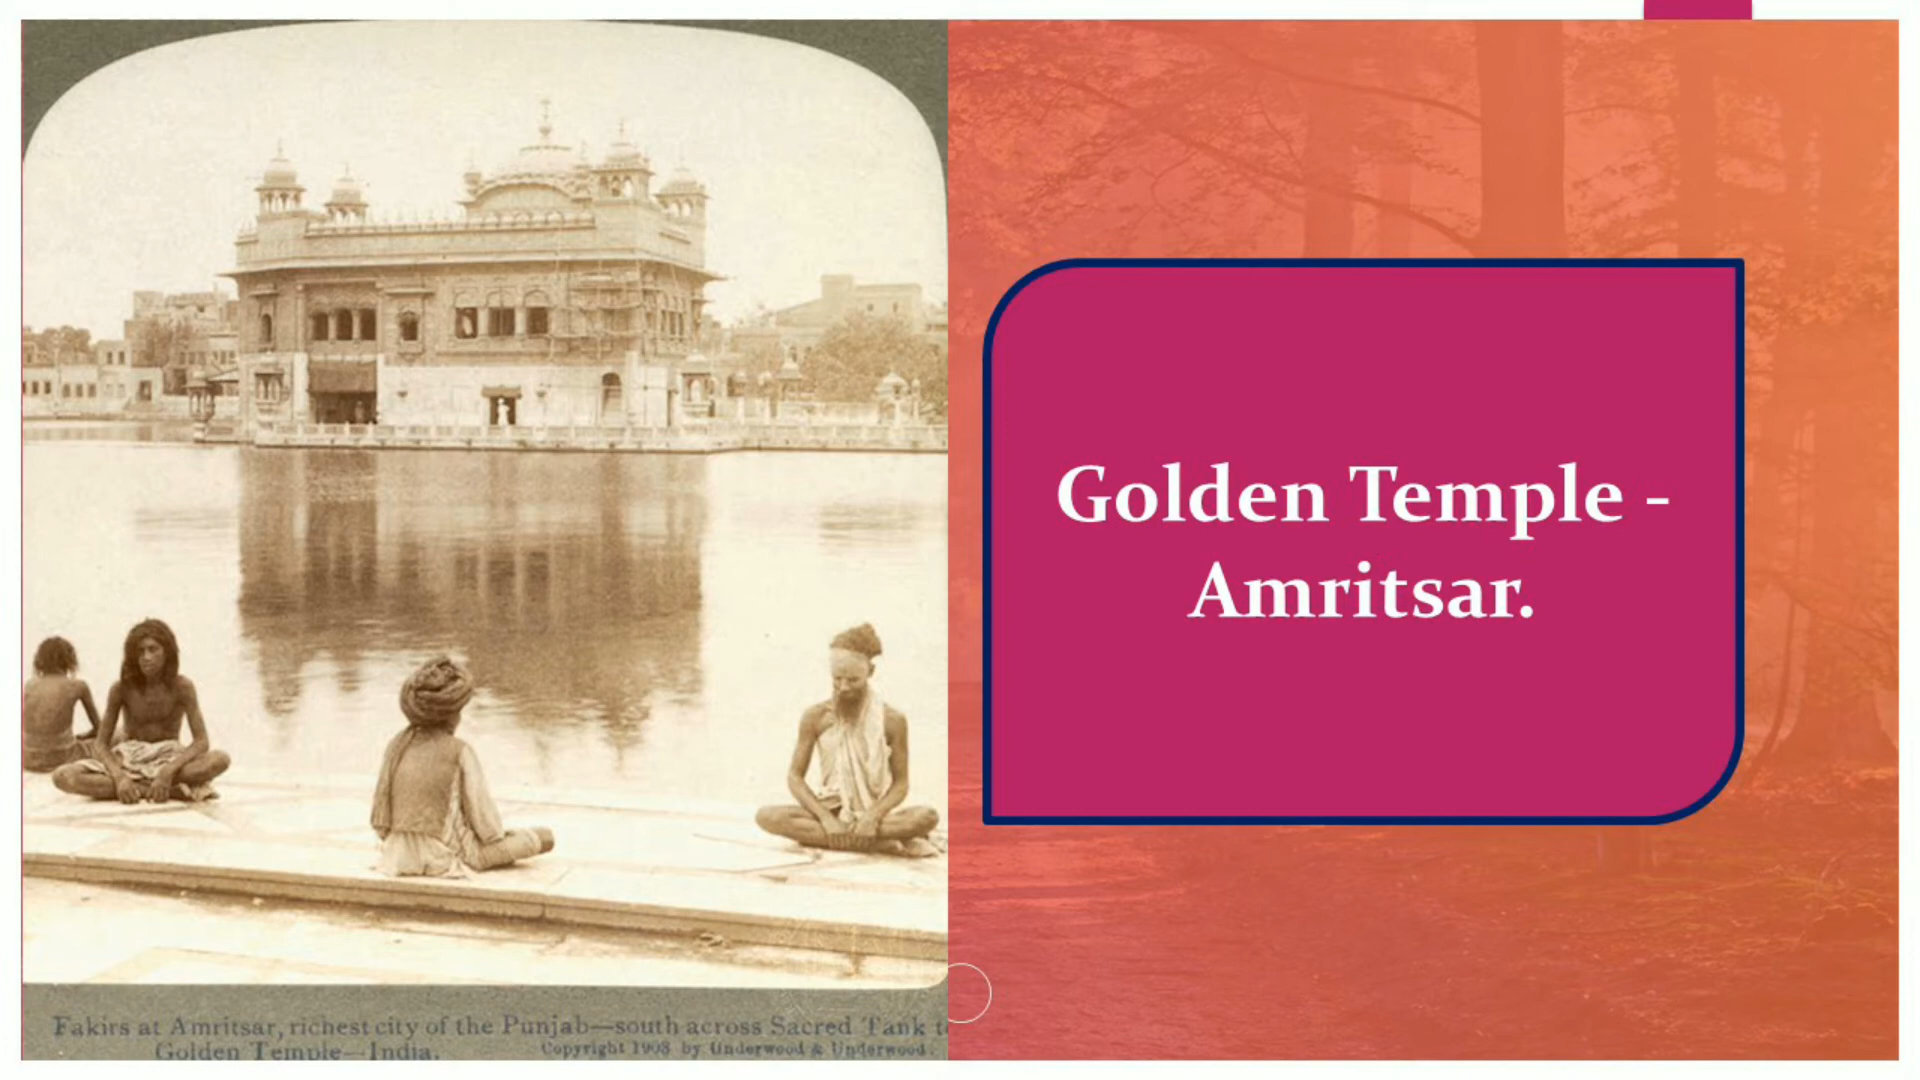 Golden Temple -
Amritsar.
Fakirs at Amritsar, richest city of the Punjab—south across Sacred Tank t
Golden Temple—India.
Copyright 1908 by Underwood & Underwood.